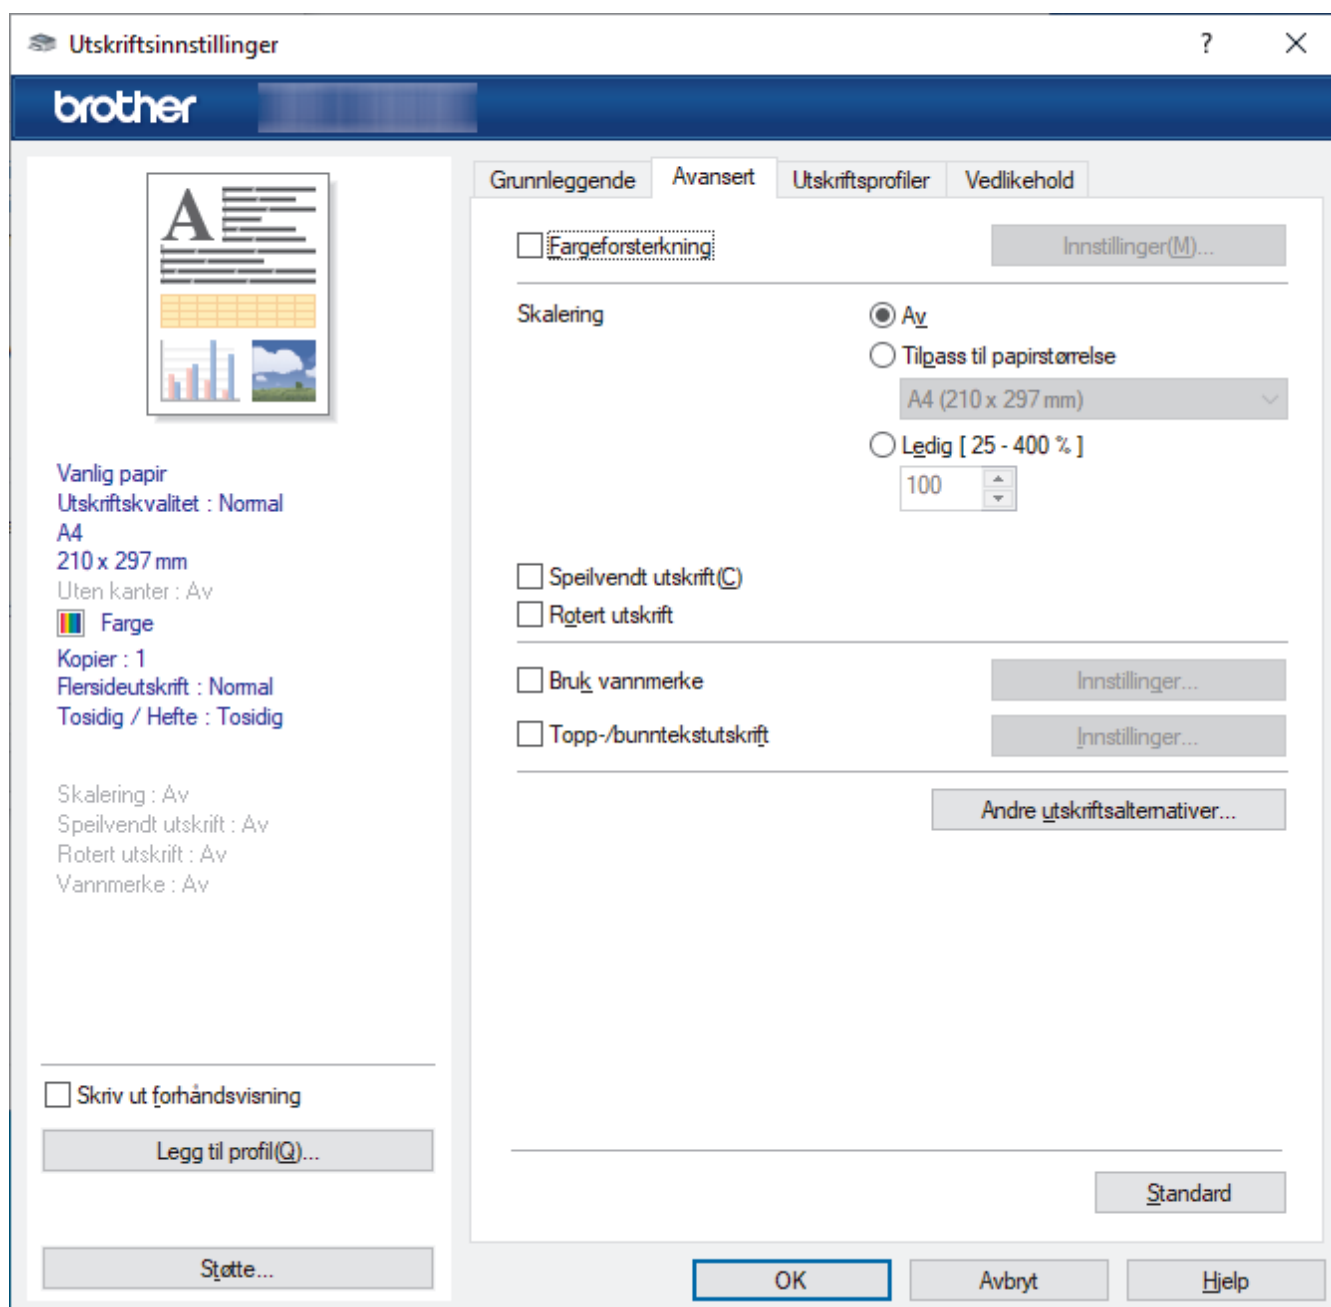 Utskriftsinnstillinger
?
brother
Grunnleggende
Avansert
Utskriftsprofiler
Vedlikehold
A
Vanlig papir
Utskriftskvalitet : Normal
A4
210 x 297 mm
Uten kanter : Av
Farge
Kopier : 1
Flersideutskrift : Normal
Tosidig / Hefte : Tosidig
Skalering : Av
Speilvendt utskrift : Av
Rotert utskrift : Av
Vannmerke : Av
Skriv ut forhåndsvisning
Legg til profil(Q)...
Støtte...
Fargeforsterkning
Innstillinger(M)...
Skalering
Av
Tilpass til papirstørrelse
A4 (210 x 297 mm)
Ledig [ 25 - 400 % ]
100
Speilvendt utskrift(C)
Rotert utskrift
Bruk vannmerke
Innstillinger...
Topp-/bunntekstutskrift
Innstillinger...
Andre utskriftsalternativer...
Standard
OK
Avbryt
Hjelp